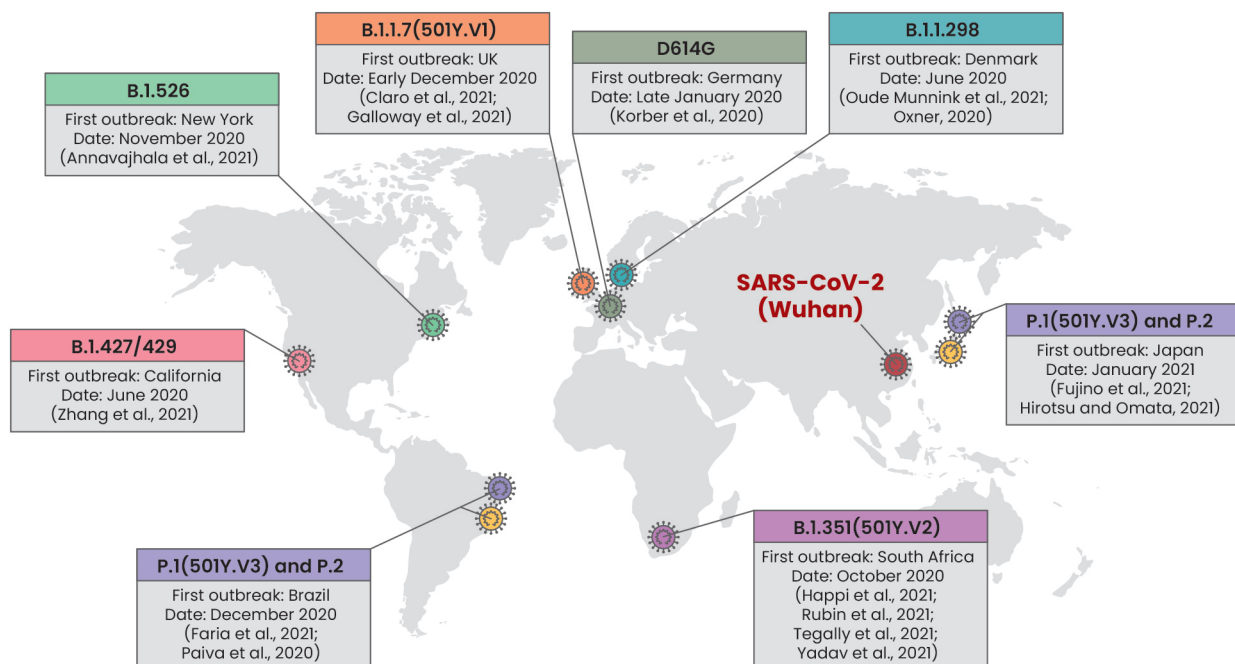 B.1.1.7(501Y.V1)
First outbreak: UK
Date: Early December 2020
(Claro et al., 2021;
Galloway et al., 2021)
D614G
First outbreak: Germany
Date: Late January 2020
(Korber et al., 2020)
B.1.1.298
First outbreak: Denmark
Date: June 2020
(Oude Munnink et al., 2021;
Oxner, 2020)
B.1.526
First outbreak: New York
Date: November 2020
(Annavajhala et al., 2021)
SARS-CoV-2
(Wuhan)
B.1.427/429
First outbreak: California
Date: June 2020
(Zhang et al., 2021)
P.1(501Y.V3) and P.2
First outbreak: Japan
Date: January 2021
(Fujino et al., 2021;
Hirotsu and Omata, 2021)
P.1(501Y.V3) and P.2
First outbreak: Brazil
Date: December 2020
(Faria et al., 2021;
Paiva et al., 2020)
B.1.351(501Y.V2)
First outbreak: South Africa
Date: October 2020
(Happi et al., 2021;
Rubin et al., 2021;
Tegally et al., 2021;
Yadav et al., 2021)